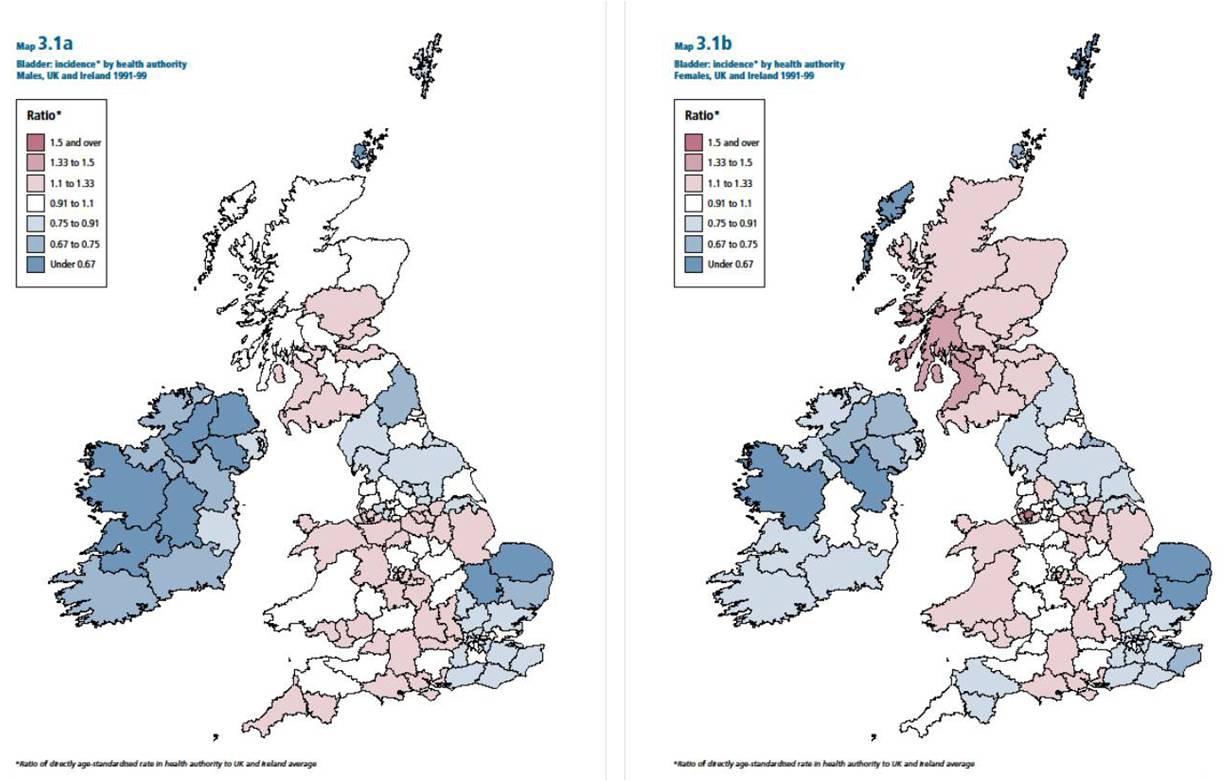 Map 3.1a
Bladder: incidence* by health authority
Males, UK and Ireland 1991-99
Ratio*
1.5 and over
1.33 to 1.5
1.1 to 1.33
0.91 to 1.1
0.75 to 0.91
0.67 to 0.75
Under 0.67
*Ratio of directly age-standardised rate in health authority to UK and Ireland average
Map 3.1b
Bladder: incidence* by health authority
Females, UK and Ireland 1991-99
Ratio*
1.5 and over
1.33 to 1.5
1.1 to 1.33
0.91 to 1.1
0.75 to 0.91
0.67 to 0.75
Under 0.67
*Ratio of directly age-standardised rate in health authority to UK and Ireland average